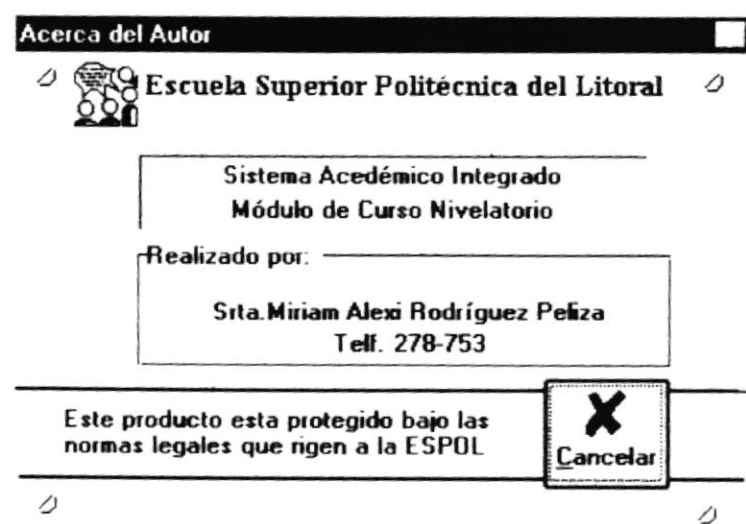 Acerca del Autor
Escuela Superior Politécnica del Litoral
Sistema Acedémico Integrado
Módulo de Curso Nivelatorio
Realizado por:
Srta.Miriam Alexi Rodríguez Peliza
Telf. 278-753
Este producto esta protegido bajo las
normas legales que rigen a la ESPOL
Cancelar